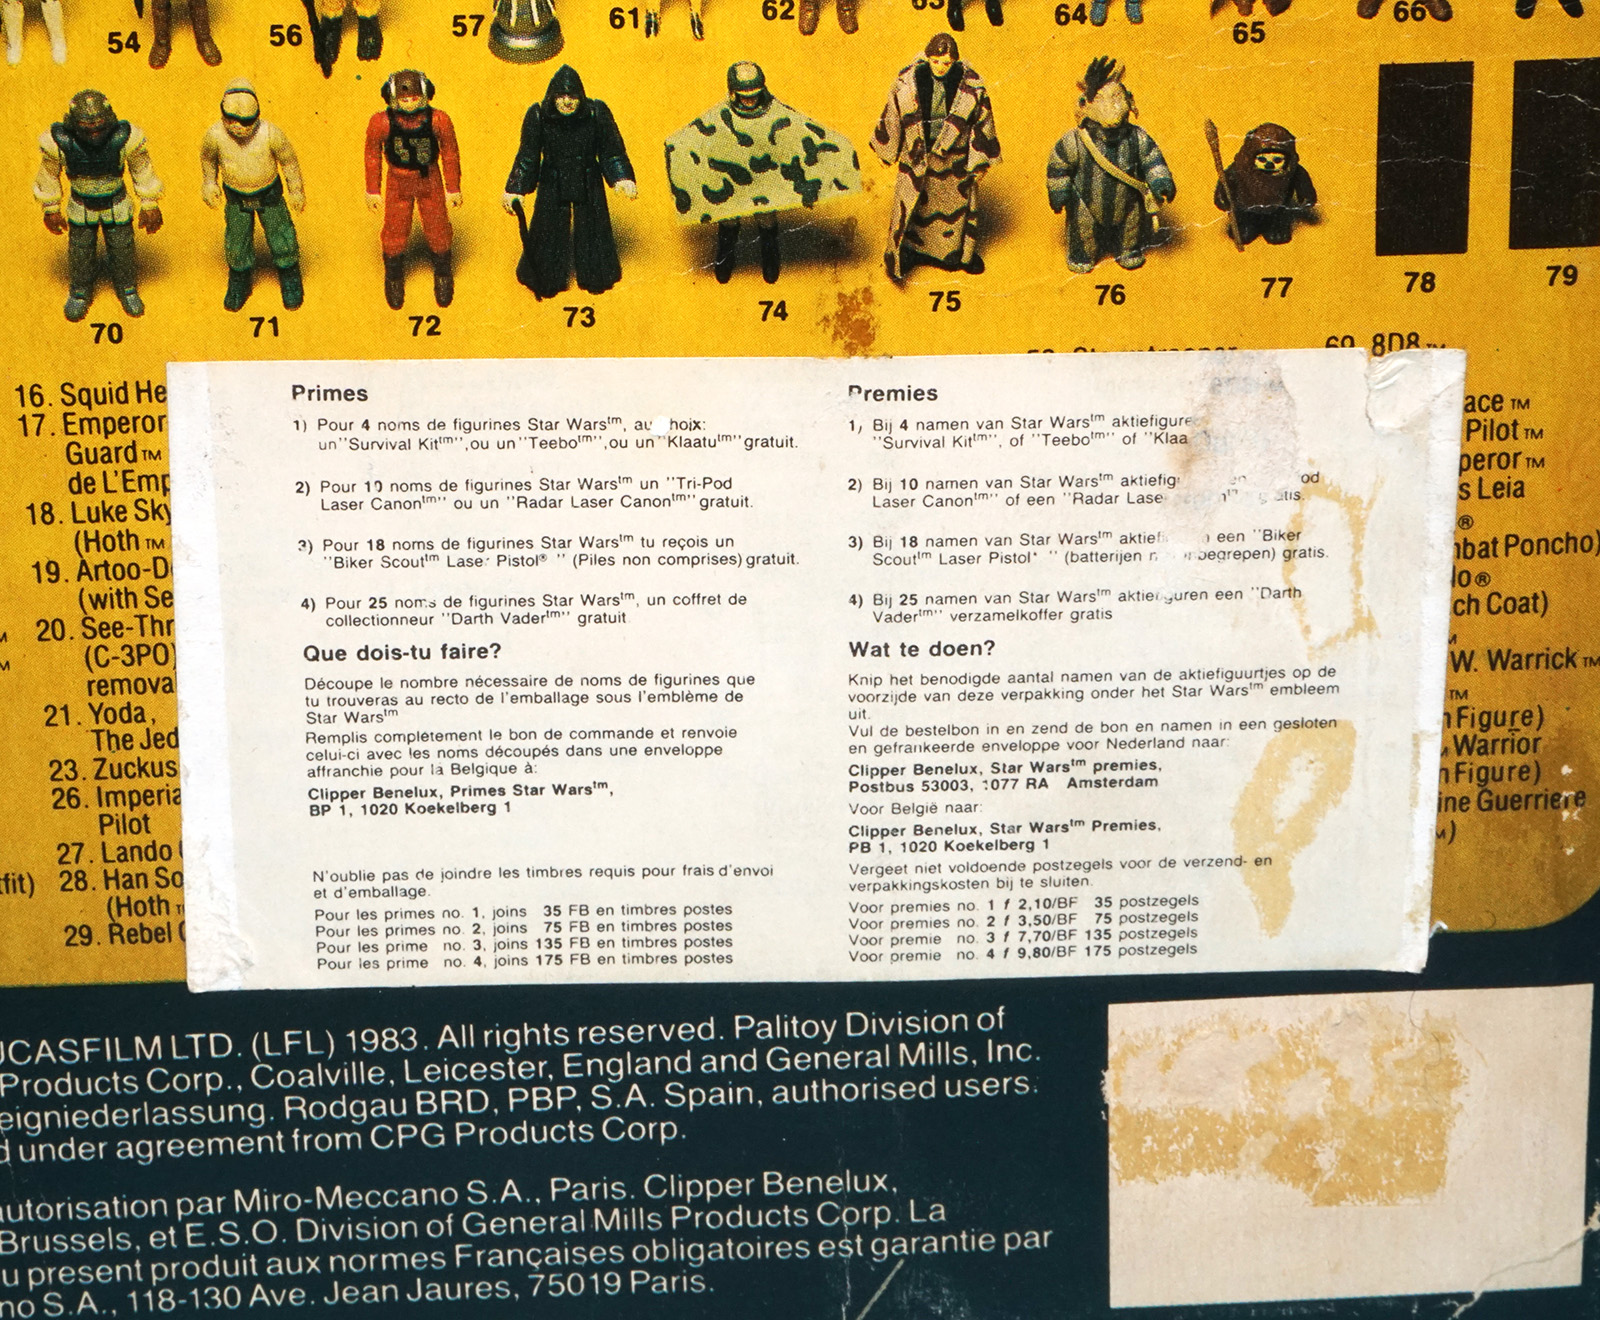 54
56
57
61
62
63
64
65
66
70
71
72
73
74
75
76
77
78
79
69. 8D8™
16. Squid He
17. Emperor
Guard™
de L'Emp
18. Luke Sky
(Hoth™
19. Artoo-D
(with Se
20. See-Thr
(C-3PO)
remova
21. Yoda,
The Jed
23. Zuckus
26. Imperia
Pilot
27. Lando
fit) 28. Han So
(Hoth
29. Rebel
Primes
1) Pour 4 noms de figurines Star Wars™, au hoix:
un "Survival Kit™", ou un "Teebo™", ou un "Klaatu™" gratuit.
2) Pour 10 noms de figurines Star Wars™ un "Tri-Pod
Laser Canon™" ou un "Radar Laser Canon™" gratuit.
3) Pour 18 noms de figurines Star Wars™ tu reçois un
"Biker Scout™ Laser Pistol® " (Piles non comprises) gratuit.
4) Pour 25 noms de figurines Star Wars™, un coffret de
collectionneur "Darth Vader™" gratuit
Que dois-tu faire?
Découpe le nombre nécessaire de noms de figurines que
tu trouveras au recto de l'emballage sous l'emblème de
Star Wars™
Remplis complètement le bon de commande et renvoie
celui-ci avec les noms découpés dans une enveloppe
affranchie pour la Belgique à:
Clipper Benelux, Primes Star Wars™,
BP 1, 1020 Koekelberg 1
N'oublie pas de joindre les timbres requis pour frais d'envoi
et d'emballage.
Pour les primes no. 1, joins 35 FB en timbres postes
Pour les primes no. 2, joins 75 FB en timbres postes
Pour les prime no. 3, joins 135 FB en timbres postes
Pour les prime no. 4, joins 175 FB en timbres postes
Premies
1) Bij 4 namen van Star Wars™ aktiefigure
"Survival Kit™", of "Teebo™" of "Klaa
2) Bij 10 namen van Star Wars™ aktiefig od
Laser Canon™" of een "Radar Lase n™" gratis.
3) Bij 18 namen van Star Wars™ aktief een "Biker
Scout™ Laser Pistol* " (batterijen n begrepen) gratis.
4) Bij 25 namen van Star Wars™ aktiefiguren een "Darth
Vader™" verzamelkoffer gratis
Wat te doen?
Knip het benodigde aantal namen van de aktiefiguurtjes op de
voorzijde van deze verpakking onder het Star Wars™ embleem
uit.
Vul de bestelbon in en zend de bon en namen in een gesloten
en gefrankeerde enveloppe voor Nederland naar:
Clipper Benelux, Star Wars™ premies,
Postbus 53003, 1077 RA Amsterdam
Voor België naar:
Clipper Benelux, Star Wars™ Premies,
PB 1, 1020 Koekelberg 1
Vergeet niet voldoende postzegels voor de verzend- en
verpakkingskosten bij te sluiten.
Voor premies no. 1 f 2,10/BF 35 postzegels
Voor premies no. 2 f 3,50/BF 75 postzegels
Voor premie no. 3 f 7,70/BF 135 postzegels
Voor premie no. 4 f 9,80/BF 175 postzegels
ace™
Pilot™
peror™
s Leia
®
bat Poncho)
lo®
ch Coat)
W. Warrick™
™
Figure)
Warrior
Figure)
ine Guerriere
)
UCASFILM LTD. (LFL) 1983. All rights reserved. Palitoy Division of
Products Corp., Coalville, Leicester, England and General Mills, Inc.
eigniederlassung. Rodgau BRD, PBP, S.A. Spain, authorised users.
d under agreement from CPG Products Corp.
utorisation par Miro-Meccano S.A., Paris. Clipper Benelux,
Brussels, et E.S.O. Division of General Mills Products Corp. La
u present produit aux normes Françaises obligatoires est garantie par
no S.A., 118-130 Ave. Jean Jaures, 75019 Paris.